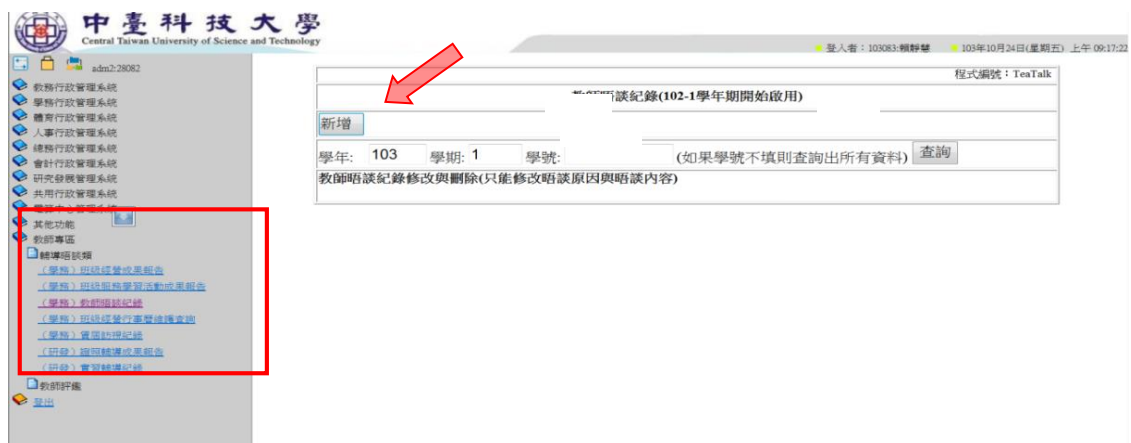 中臺科技大學
Central Taiwan University of Science and Technology
登入者：103083:賴靜慧 103年10月24日(星期五) 上午 09:17:22
adm2:28082
教務行政管理系統
學務行政管理系統
體育行政管理系統
人事行政管理系統
總務行政管理系統
會計行政管理系統
研究發展管理系統
共用行政管理系統
電算中心管理系統
其他功能
教師專區
輔導晤談類
（學務）班級經營成果報告
（學務）班級服務學習活動成果報告
（學務）教師晤談紀錄
（學務）班級經營行事曆維護查詢
（學務）賃居訪視紀錄
（研發）證照輔導成果報告
（研發）實習輔導紀錄
教師評鑑
登出
程式編號：TeaTalk
教師晤談紀錄(102-1學年期開始啟用)
新增
學年: 103 學期: 1 學號: (如果學號不填則查詢出所有資料) 查詢
教師晤談紀錄修改與刪除(只能修改晤談原因與晤談內容)